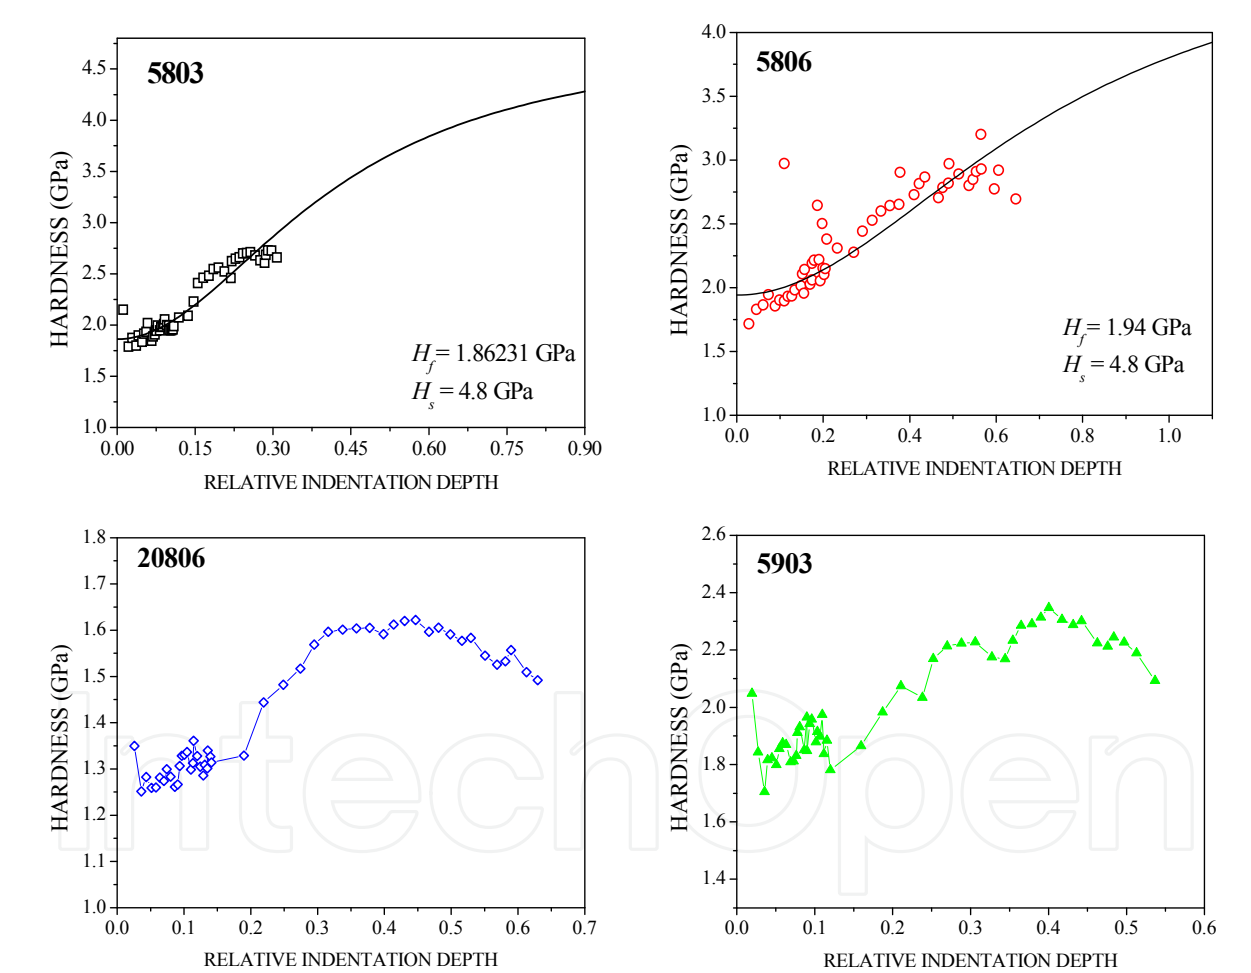 5803
HARDNESS (GPa)
4.5
4.0
3.5
3.0
2.5
2.0
1.5
1.0
H_f = 1.86231 GPa
H_s = 4.8 GPa
0.00 0.15 0.30 0.45 0.60 0.75 0.90
RELATIVE INDENTATION DEPTH
5806
HARDNESS (GPa)
4.0
3.5
3.0
2.5
2.0
1.5
1.0
H_f = 1.94 GPa
H_s = 4.8 GPa
0.0 0.2 0.4 0.6 0.8 1.0
RELATIVE INDENTATION DEPTH
20806
HARDNESS (GPa)
1.8
1.7
1.6
1.5
1.4
1.3
1.2
1.1
1.0
0.0 0.1 0.2 0.3 0.4 0.5 0.6 0.7
RELATIVE INDENTATION DEPTH
5903
HARDNESS (GPa)
2.6
2.4
2.2
2.0
1.8
1.6
1.4
0.0 0.1 0.2 0.3 0.4 0.5 0.6
RELATIVE INDENTATION DEPTH
IntechOpen